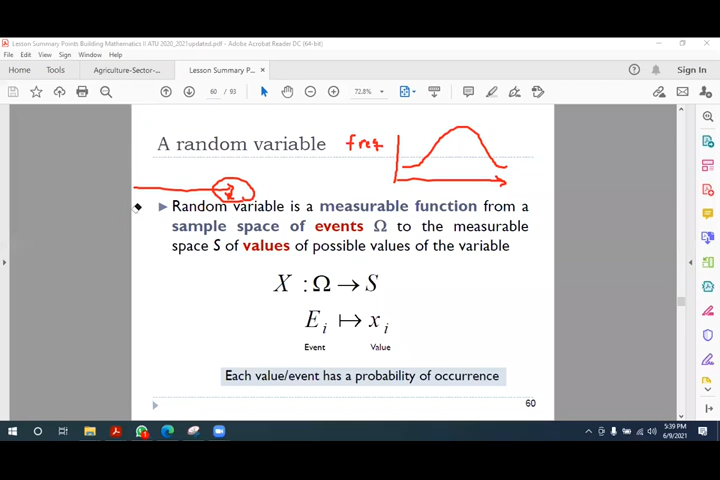 Lesson Summary Points Building Mathematics II ATU 2020_2021updated.pdf - Adobe Acrobat Reader DC (64-bit)
File Edit View Sign Window Help
Home Tools Agriculture-Sector-... Lesson Summary P... × Sign In
60 / 93 72.8%
A random variable freq
x
Random variable is a measurable function from a
sample space of events Ω to the measurable
space S of values of possible values of the variable
X : Ω → S
E i ↦ x i
Event Value
Each value/event has a probability of occurrence
60
5:39 PM
6/9/2021